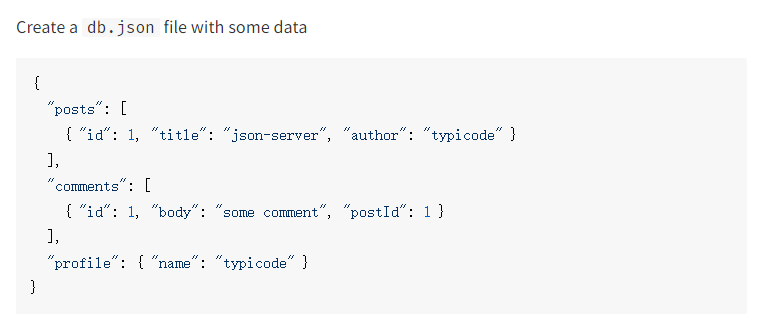 Create a db.json file with some data
{
"posts": [
{ "id": 1, "title": "json-server", "author": "typicode" }
],
"comments": [
{ "id": 1, "body": "some comment", "postId": 1 }
],
"profile": { "name": "typicode" }
}